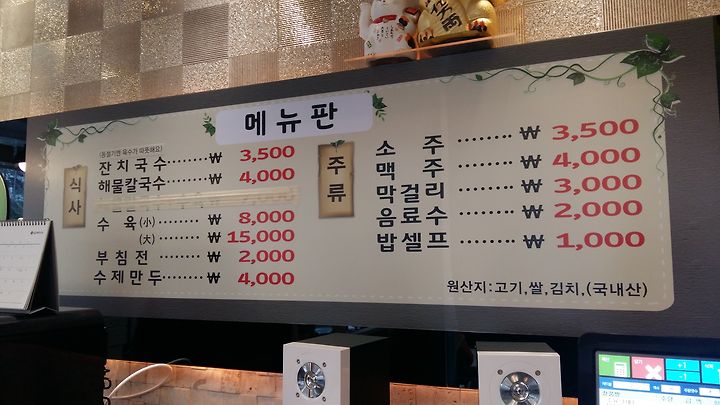 메뉴판
식사
잔치국수 ········ ₩ 3,500
해물칼국수 ······ ₩ 4,000
수 육 (小) ······ ₩ 8,000
(大) ······ ₩ 15,000
부침전 ········ ₩ 2,000
수제만두 ········ ₩ 4,000
주류
소 주 ········ ₩ 3,500
맥 주 ········ ₩ 4,000
막걸리 ········ ₩ 3,000
음료수 ········ ₩ 2,000
밥셀프 ········ ₩ 1,000
원산지:고기,쌀,김치,(국내산)